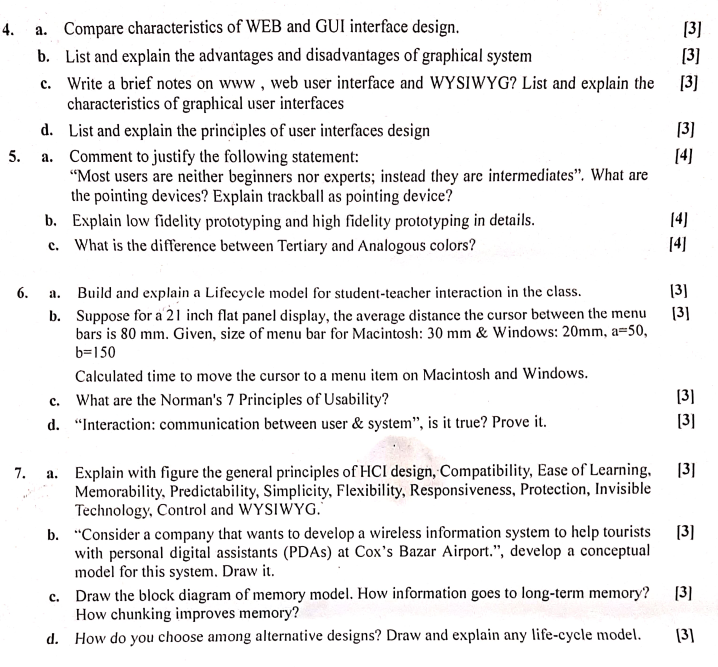 4. a. Compare characteristics of WEB and GUI interface design. [3]
b. List and explain the advantages and disadvantages of graphical system [3]
c. Write a brief notes on www , web user interface and WYSIWYG? List and explain the [3]
characteristics of graphical user interfaces
d. List and explain the principles of user interfaces design [3]
5. a. Comment to justify the following statement: [4]
“Most users are neither beginners nor experts; instead they are intermediates”. What are
the pointing devices? Explain trackball as pointing device?
b. Explain low fidelity prototyping and high fidelity prototyping in details. [4]
c. What is the difference between Tertiary and Analogous colors? [4]
6. a. Build and explain a Lifecycle model for student-teacher interaction in the class. [3]
b. Suppose for a 21 inch flat panel display, the average distance the cursor between the menu [3]
bars is 80 mm. Given, size of menu bar for Macintosh: 30 mm & Windows: 20mm, a=50,
b=150
Calculated time to move the cursor to a menu item on Macintosh and Windows.
c. What are the Norman's 7 Principles of Usability? [3]
d. “Interaction: communication between user & system”, is it true? Prove it. [3]
7. a. Explain with figure the general principles of HCI design, Compatibility, Ease of Learning, [3]
Memorability, Predictability, Simplicity, Flexibility, Responsiveness, Protection, Invisible
Technology, Control and WYSIWYG.
b. “Consider a company that wants to develop a wireless information system to help tourists [3]
with personal digital assistants (PDAs) at Cox’s Bazar Airport.”, develop a conceptual
model for this system. Draw it.
c. Draw the block diagram of memory model. How information goes to long-term memory? [3]
How chunking improves memory?
d. How do you choose among alternative designs? Draw and explain any life-cycle model. [3]